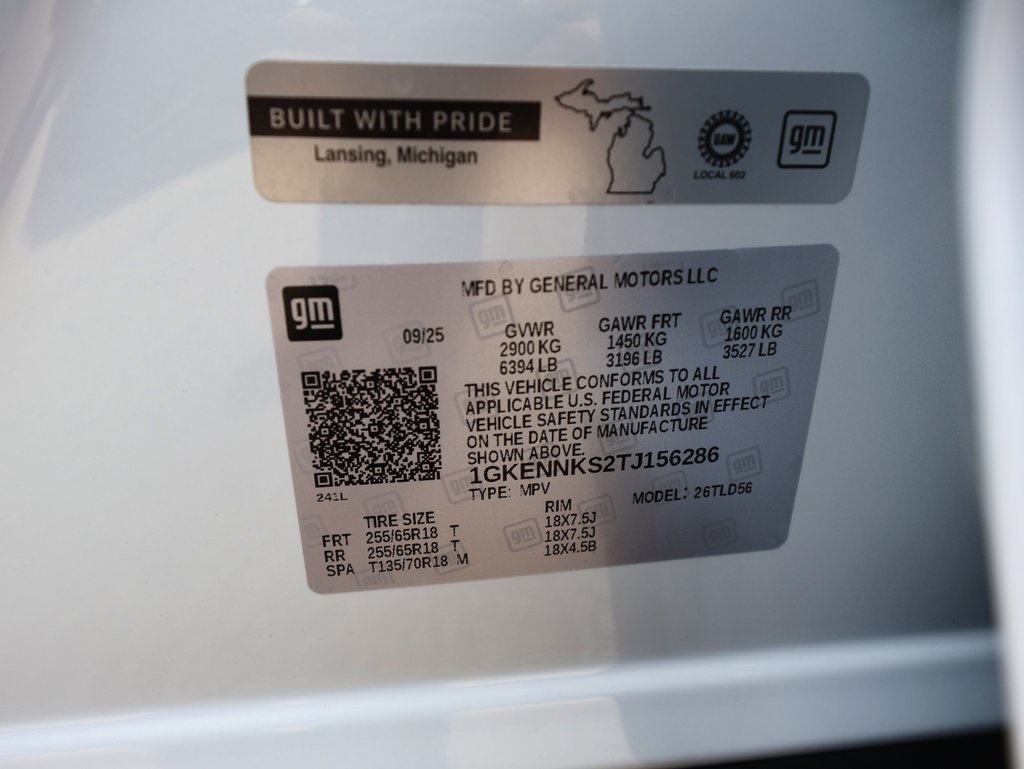 BUILT WITH PRIDE
Lansing, Michigan
UAW
LOCAL 602
gm
gm
MFD BY GENERAL MOTORS LLC
09/25
GVWR
2900 KG
6394 LB
GAWR FRT
1450 KG
3196 LB
GAWR RR
1600 KG
3527 LB
THIS VEHICLE CONFORMS TO ALL
APPLICABLE U.S. FEDERAL MOTOR
VEHICLE SAFETY STANDARDS IN EFFECT
ON THE DATE OF MANUFACTURE
SHOWN ABOVE.
1GKENNKS2TJ156286
TYPE: MPV
MODEL: 26TLD56
241L
TIRE SIZE
RIM
FRT 255/65R18 T 18X7.5J
RR 255/65R18 T 18X7.5J
SPA T135/70R18 M 18X4.5B